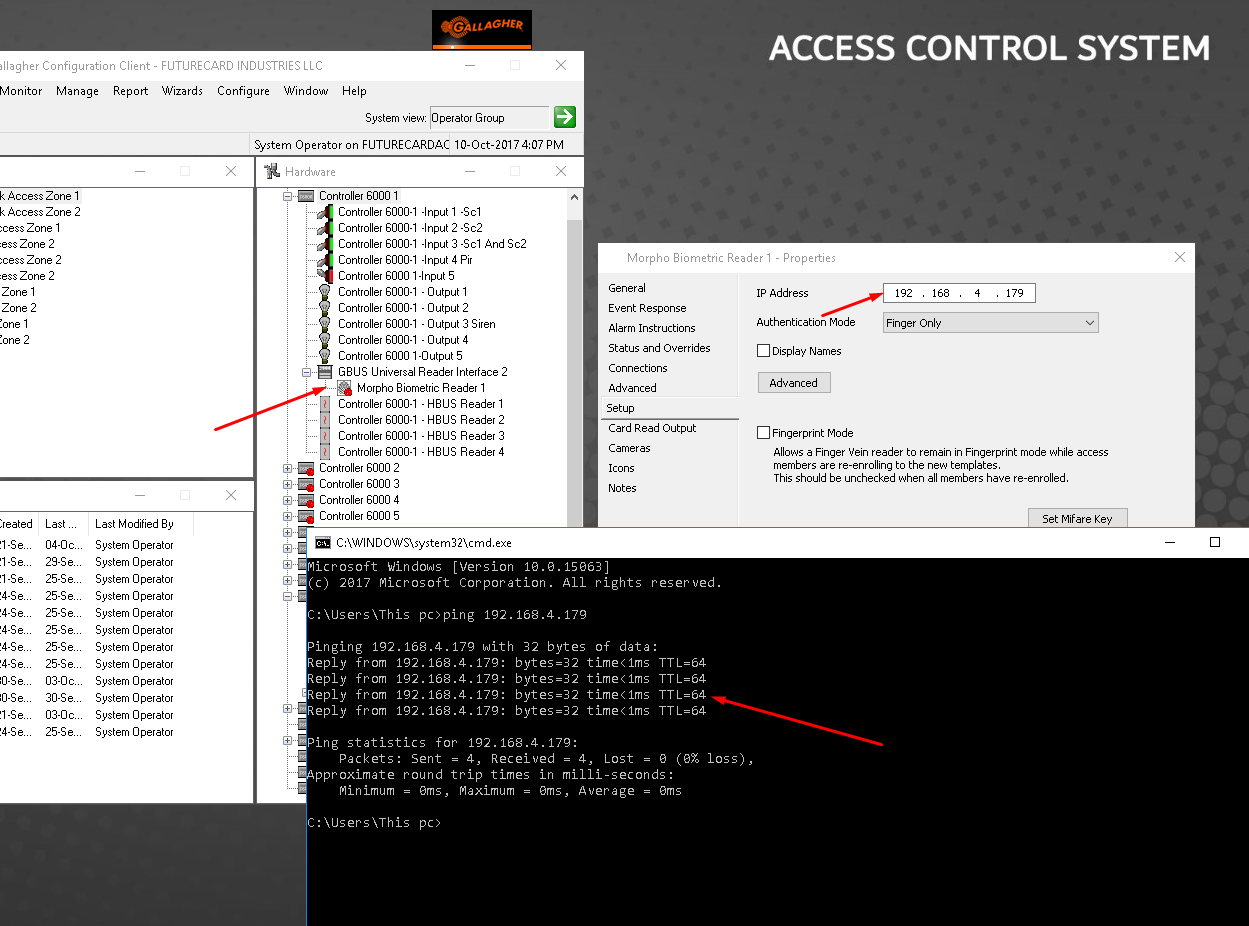 GALLAGHER
ACCESS CONTROL SYSTEM
allagher Configuration Client - FUTURECARD INDUSTRIES LLC
Monitor Manage Report Wizards Configure Window Help
System view: Operator Group
System Operator on FUTURECARDAC 10-Oct-2017 4:07 PM
k Access Zone 1
k Access Zone 2
ccess Zone 1
cess Zone 2
ccess Zone 2
cess Zone 2
Zone 1
Zone 2
one 1
one 2
Created Last ... Last Modified By
21-Se... 04-Oc... System Operator
21-Se... 29-Se... System Operator
21-Se... 25-Se... System Operator
24-Se... 25-Se... System Operator
24-Se... 25-Se... System Operator
24-Se... 25-Se... System Operator
24-Se... 25-Se... System Operator
24-Se... 25-Se... System Operator
30-Se... 03-Oc... System Operator
30-Se... 30-Se... System Operator
21-Se... 03-Oc... System Operator
24-Se... 25-Se... System Operator
Hardware
Controller 6000 1
Controller 6000-1 -Input 1 -Sc1
Controller 6000-1 -Input 2 -Sc2
Controller 6000-1 -Input 3 -Sc1 And Sc2
Controller 6000-1 -Input 4 Pir
Controller 6000 1-Input 5
Controller 6000-1 - Output 1
Controller 6000-1 - Output 2
Controller 6000-1 - Output 3 Siren
Controller 6000-1 - Output 4
Controller 6000 1-Output 5
GBUS Universal Reader Interface 2
Morpho Biometric Reader 1
Controller 6000-1 - HBUS Reader 1
Controller 6000-1 - HBUS Reader 2
Controller 6000-1 - HBUS Reader 3
Controller 6000-1 - HBUS Reader 4
Controller 6000 2
Controller 6000 3
Controller 6000 4
Controller 6000 5
Morpho Biometric Reader 1 - Properties
General
Event Response
Alarm Instructions
Status and Overrides
Connections
Advanced
Setup
Card Read Output
Cameras
Icons
Notes
IP Address 192 . 168 . 4 . 179
Authentication Mode Finger Only
Display Names
Advanced
Fingerprint Mode
Allows a Finger Vein reader to remain in Fingerprint mode while access
members are re-enrolling to the new templates.
This should be unchecked when all members have re-enrolled.
Set Mifare Key
C:\WINDOWS\system32\cmd.exe
Microsoft Windows [Version 10.0.15063]
(c) 2017 Microsoft Corporation. All rights reserved.
C:\Users\This pc>ping 192.168.4.179
Pinging 192.168.4.179 with 32 bytes of data:
Reply from 192.168.4.179: bytes=32 time<1ms TTL=64
Reply from 192.168.4.179: bytes=32 time<1ms TTL=64
Reply from 192.168.4.179: bytes=32 time<1ms TTL=64
Reply from 192.168.4.179: bytes=32 time<1ms TTL=64
Ping statistics for 192.168.4.179:
Packets: Sent = 4, Received = 4, Lost = 0 (0% loss),
Approximate round trip times in milli-seconds:
Minimum = 0ms, Maximum = 0ms, Average = 0ms
C:\Users\This pc>